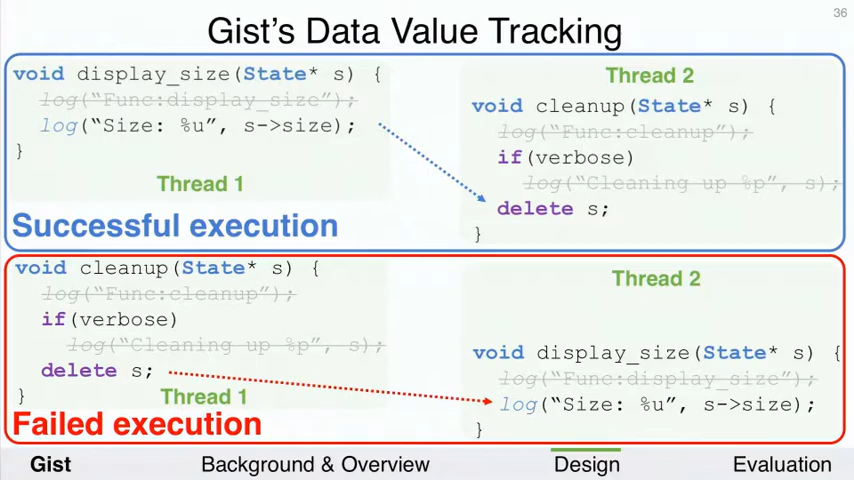 36
Gist's Data Value Tracking
void display_size(State* s) {
log("Func:display_size");
log("Size: %u", s->size);
}
Thread 1
Successful execution
Thread 2
void cleanup(State* s) {
log("Func:cleanup");
if(verbose)
log("Cleaning up %p", s);
delete s;
}
void cleanup(State* s) {
log("Func:cleanup");
if(verbose)
log("Cleaning up %p", s);
delete s;
}
Thread 1
Failed execution
Thread 2
void display_size(State* s) {
log("Func:display_size");
log("Size: %u", s->size);
}
Gist
Background & Overview
Design
Evaluation